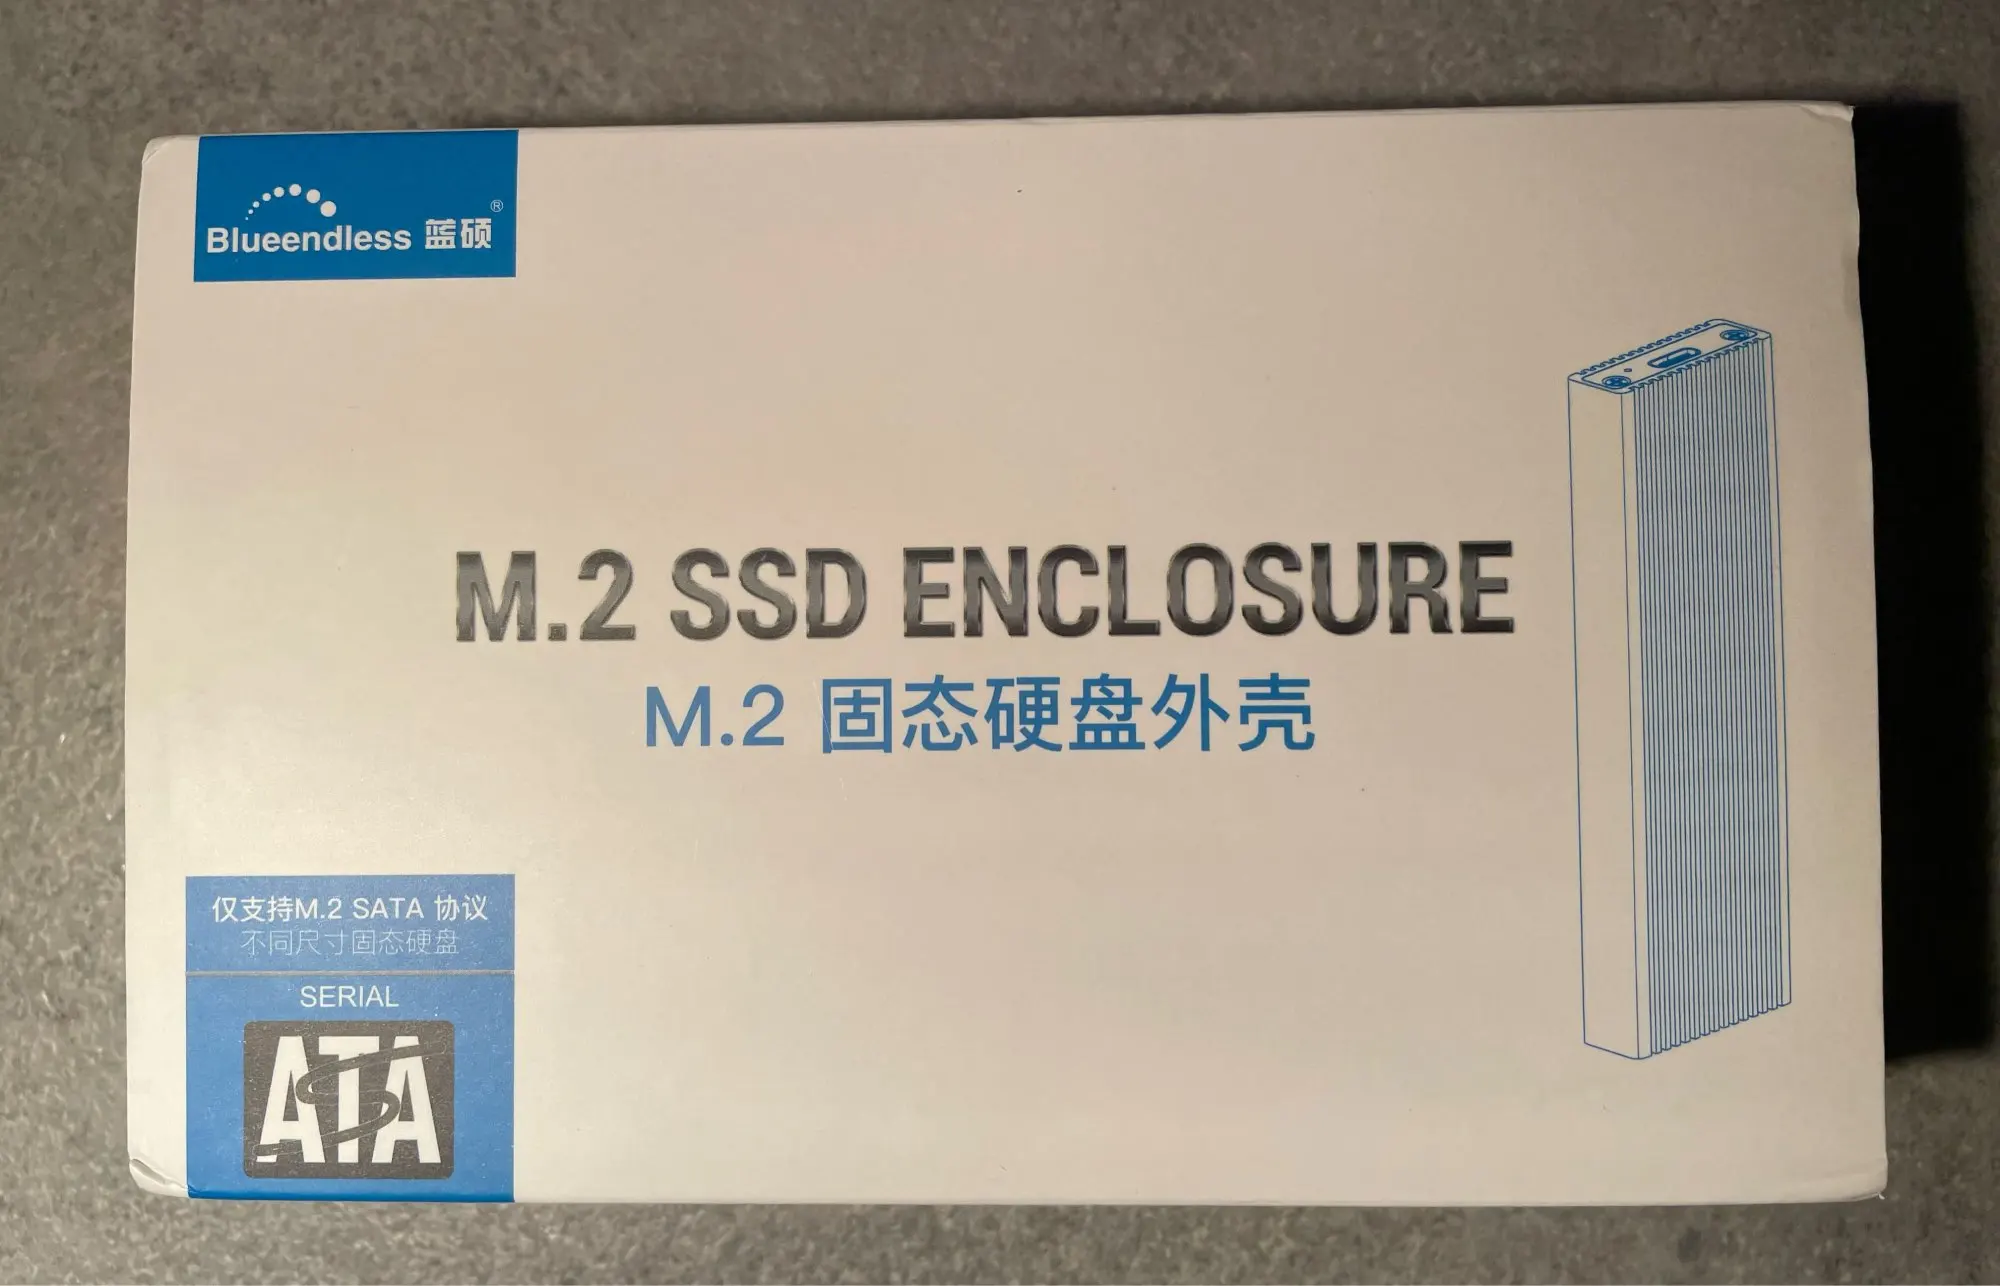 Blueendless 蓝硕®
M.2 SSD ENCLOSURE
M.2 固态硬盘外壳
仅支持M.2 SATA 协议
不同尺寸固态硬盘
SERIAL
ATA